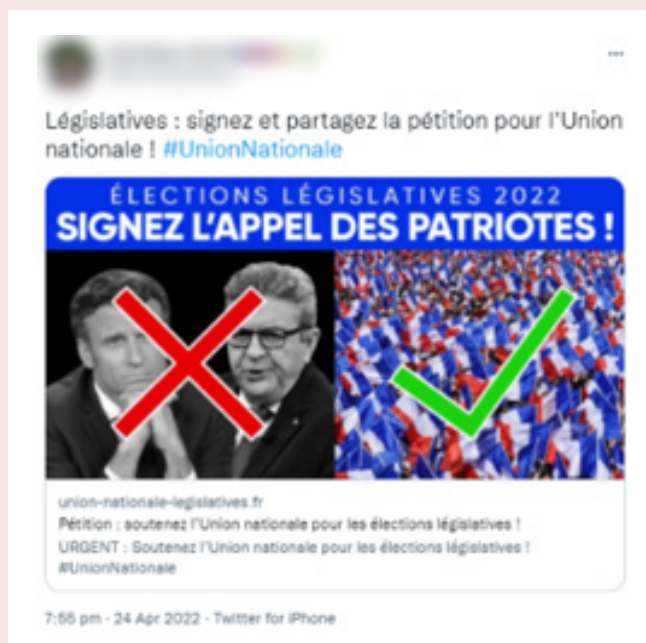 Législatives : signez et partagez la pétition pour l'Union
nationale ! #UnionNationale
ÉLECTIONS LÉGISLATIVES 2022
SIGNEZ L'APPEL DES PATRIOTES !
union-nationale-legislatives.fr
Pétition : soutenez l'Union nationale pour les élections législatives !
URGENT : Soutenez l'Union nationale pour les élections législatives !
#UnionNationale
7:55 pm · 24 Apr 2022 · Twitter for iPhone